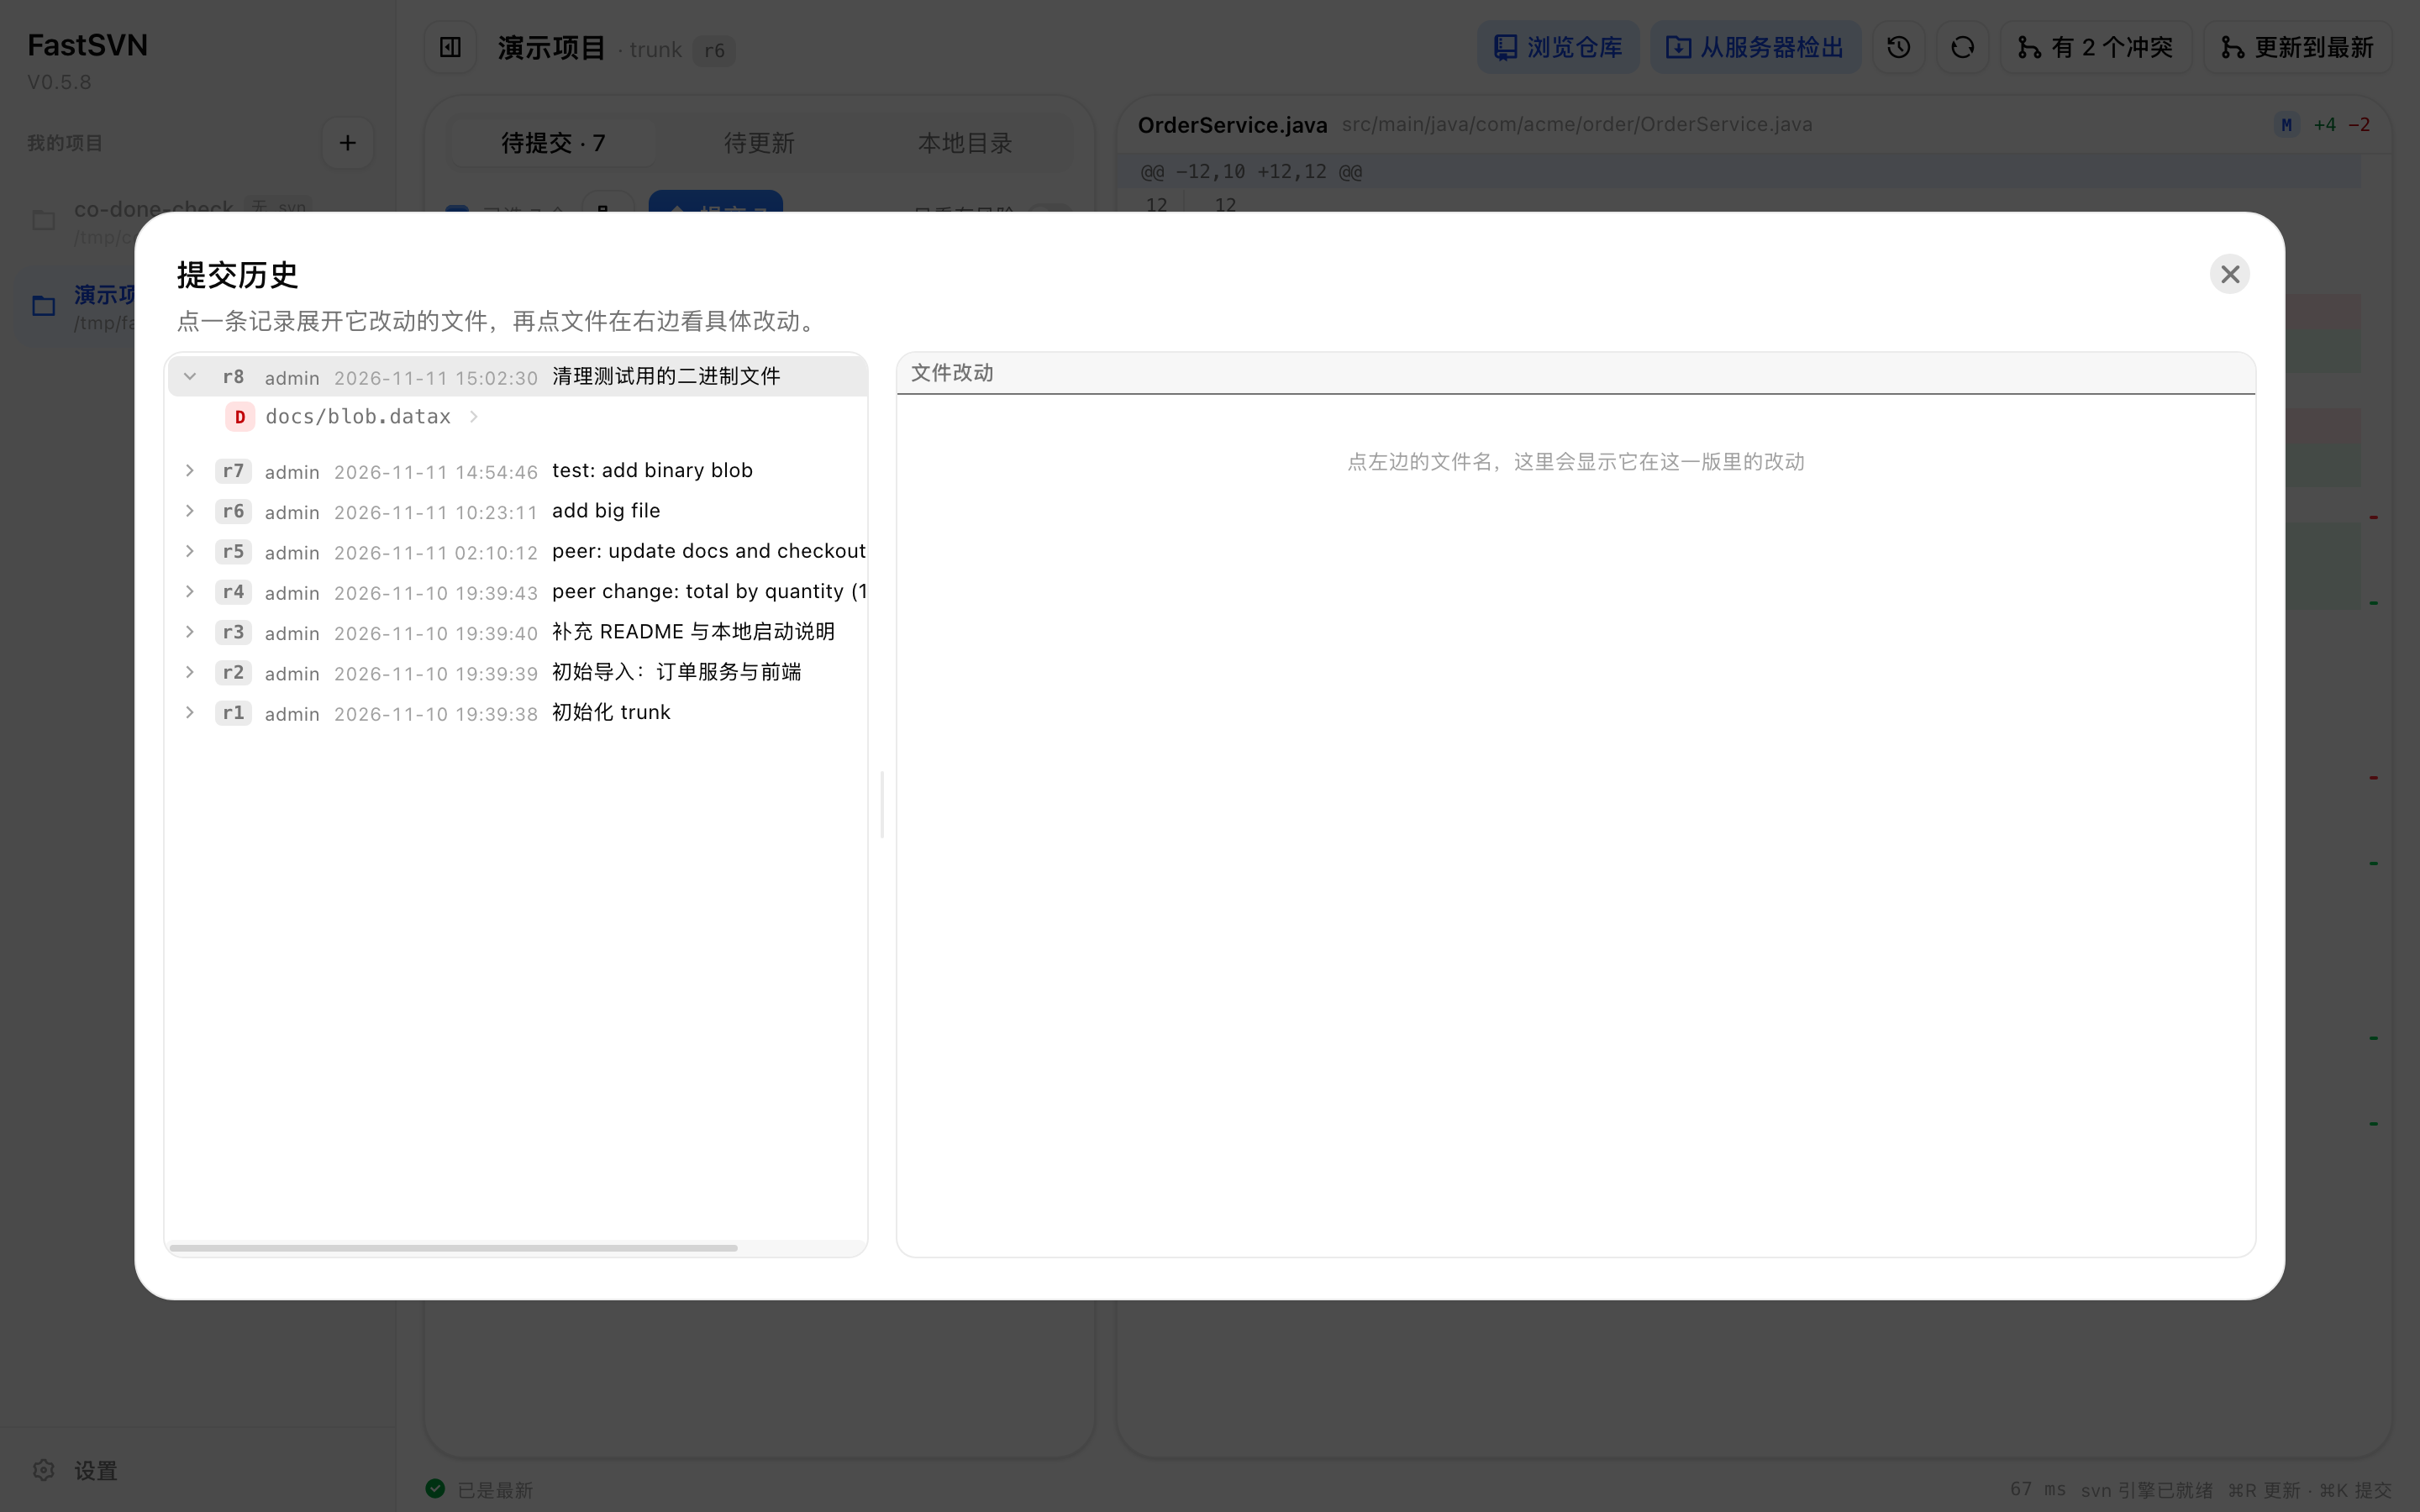 FastSVN
V0.5.8
我的项目
co-done-check 无 svn
/tmp/c
演示项
/tmp/fa
设置
演示项目 · trunk r6
浏览仓库
从服务器检出
有 2 个冲突
更新到最新
待提交 · 7
待更新
本地目录
OrderService.java src/main/java/com/acme/order/OrderService.java M +4 −2
@@ −12,10 +12,12 @@
12 12
提交历史
点一条记录展开它改动的文件，再点文件在右边看具体改动。
r8 admin 2026-11-11 15:02:30 清理测试用的二进制文件
D docs/blob.datax
r7 admin 2026-11-11 14:54:46 test: add binary blob
r6 admin 2026-11-11 10:23:11 add big file
r5 admin 2026-11-11 02:10:12 peer: update docs and checkout
r4 admin 2026-11-10 19:39:43 peer change: total by quantity (1
r3 admin 2026-11-10 19:39:40 补充 README 与本地启动说明
r2 admin 2026-11-10 19:39:39 初始导入：订单服务与前端
r1 admin 2026-11-10 19:39:38 初始化 trunk
文件改动
点左边的文件名，这里会显示它在这一版里的改动
已是最新
67 ms svn 引擎已就绪 ⌘R 更新 · ⌘K 提交